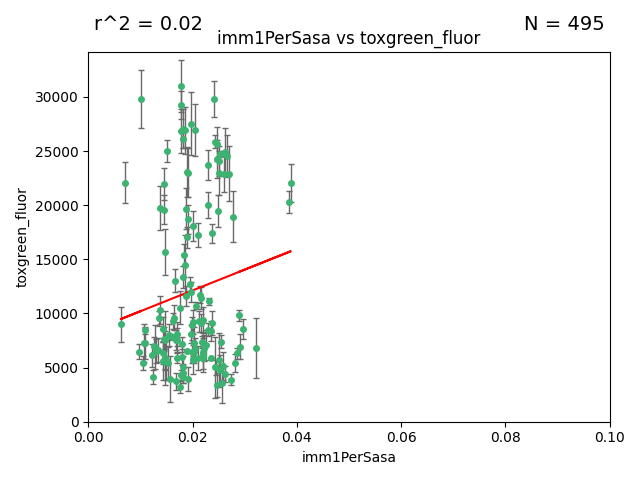 r^2 = 0.02
N = 495
imm1PerSasa vs toxgreen_fluor
toxgreen_fluor
30000
25000
20000
15000
10000
5000
0
0.00
0.02
0.04
0.06
0.08
0.10
imm1PerSasa